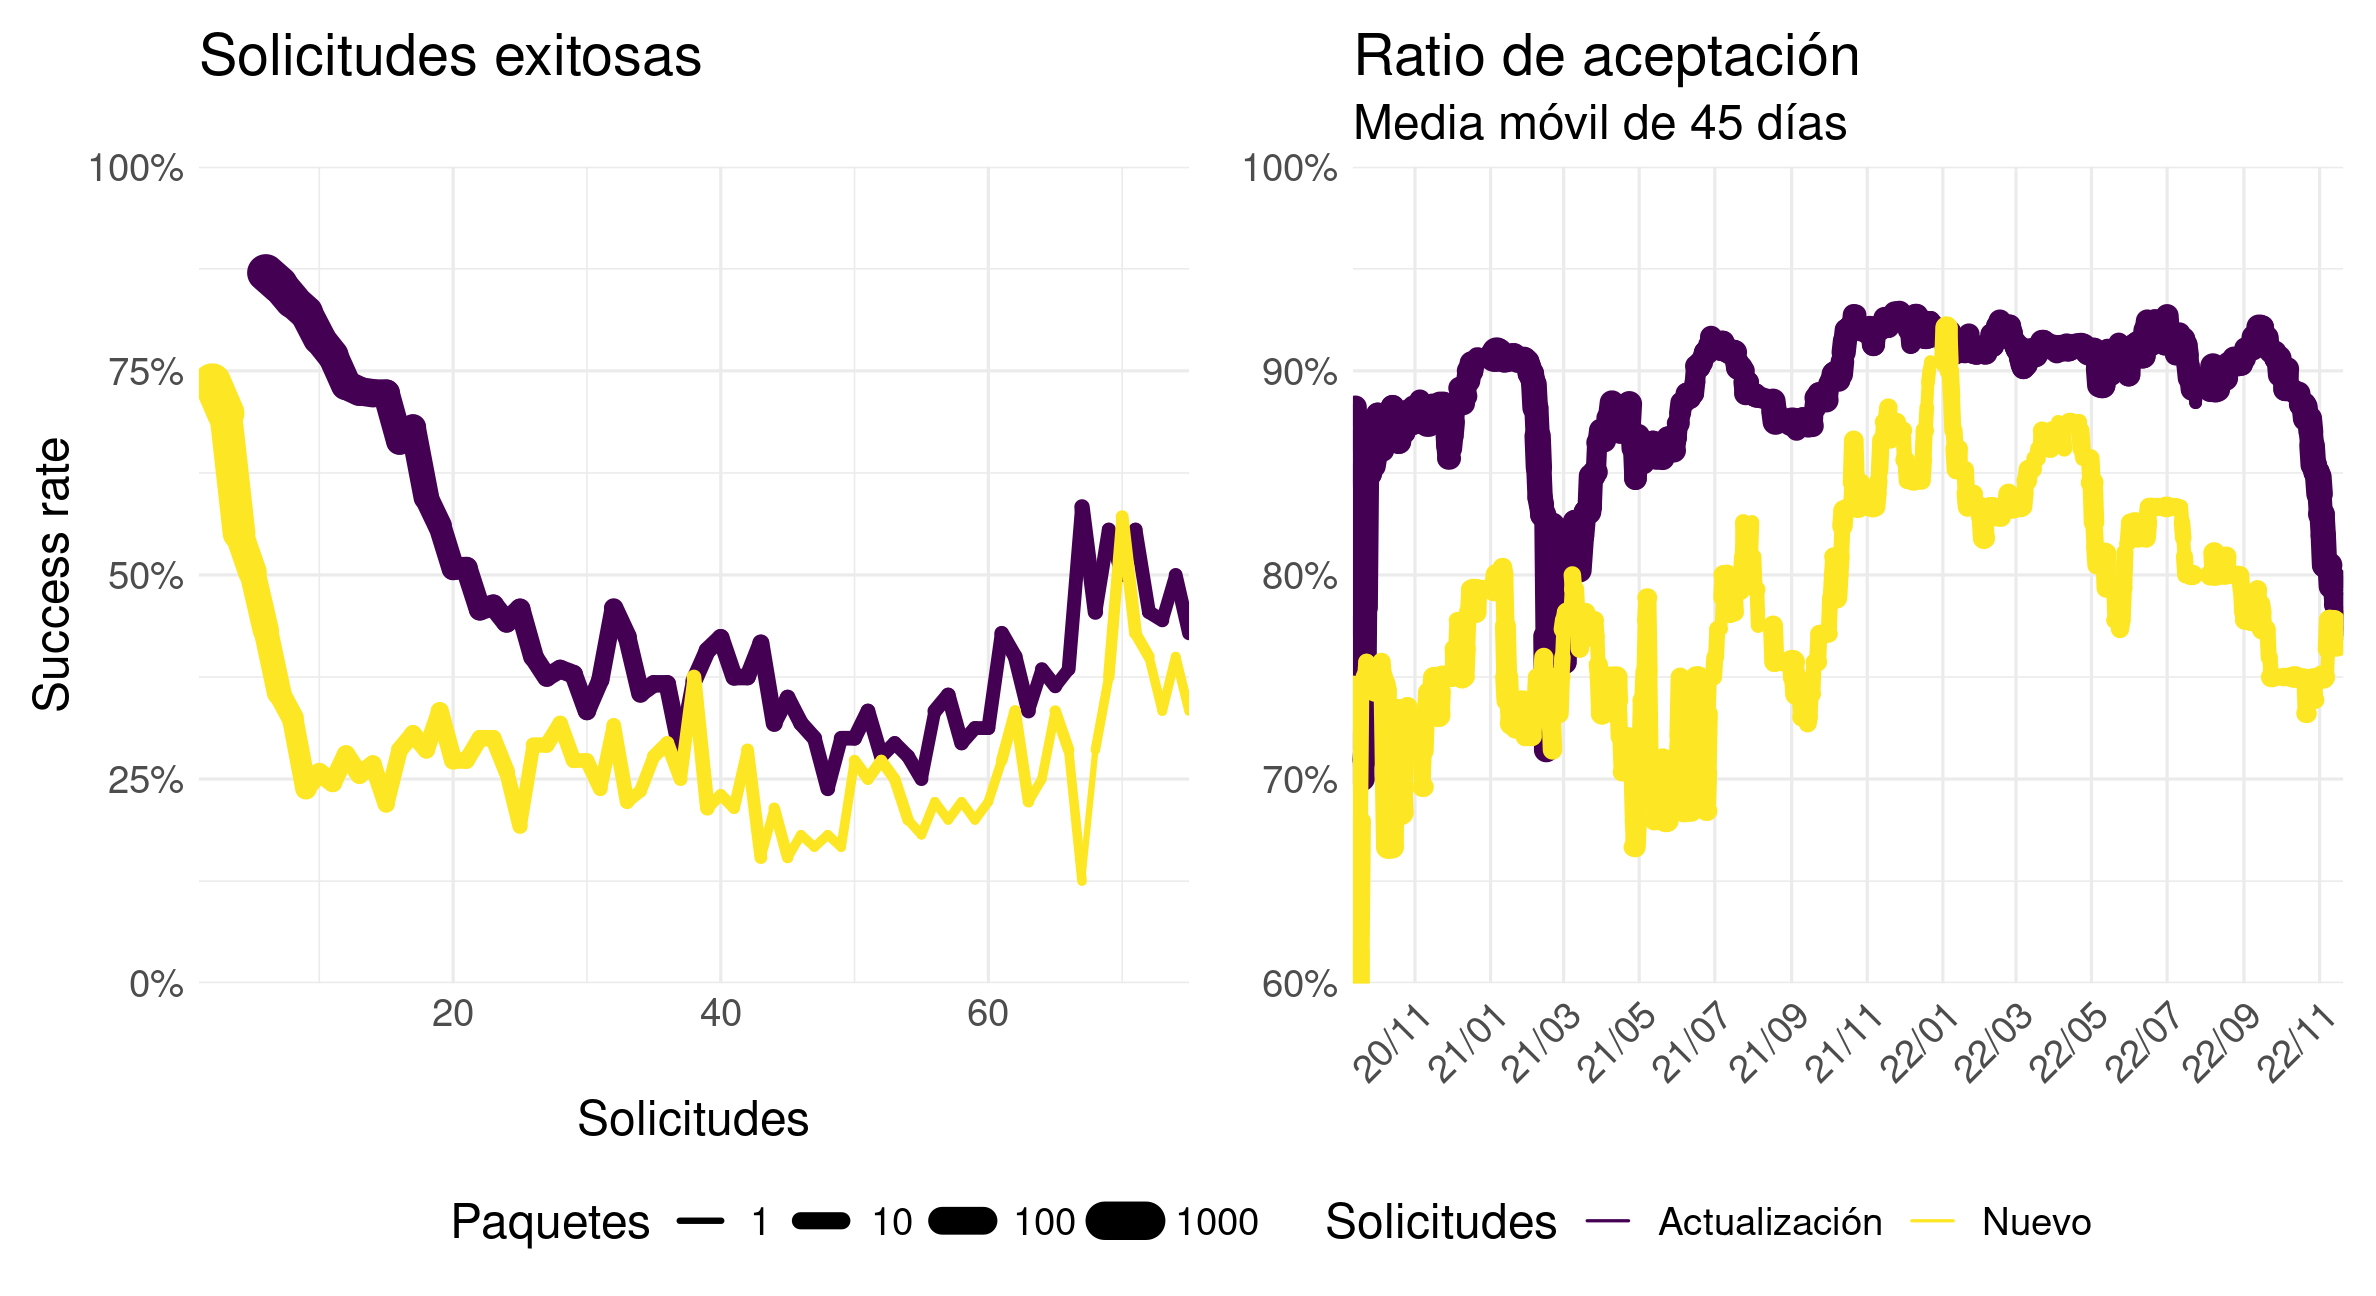 Solicitudes exitosas
Success rate
100%
75%
50%
25%
0%
20 40 60
Solicitudes
Ratio de aceptación
Media móvil de 45 días
100%
90%
80%
70%
60%
20/11 21/01 21/03 21/05 21/07 21/09 21/11 22/01 22/03 22/05 22/07 22/09 22/11
Paquetes 1 10 100 1000
Solicitudes Actualización Nuevo